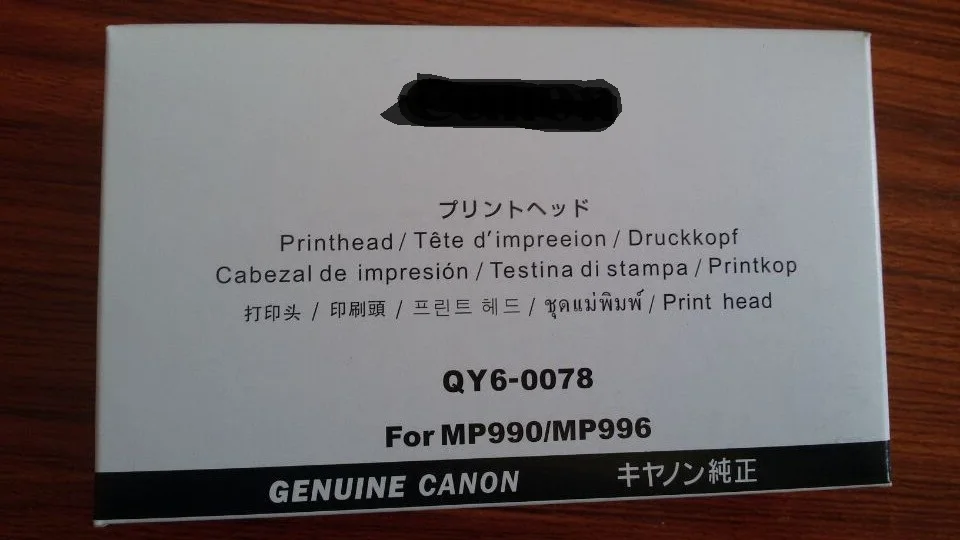 プリントヘッド
Printhead / Tête d'impreeion / Druckkopf
Cabezal de impresión / Testina di stampa / Printkop
打印头 / 印刷頭 / 프린트 헤드 / ชุดแม่พิมพ์ / Print head
QY6-0078
For MP990/MP996
GENUINE CANON キヤノン純正